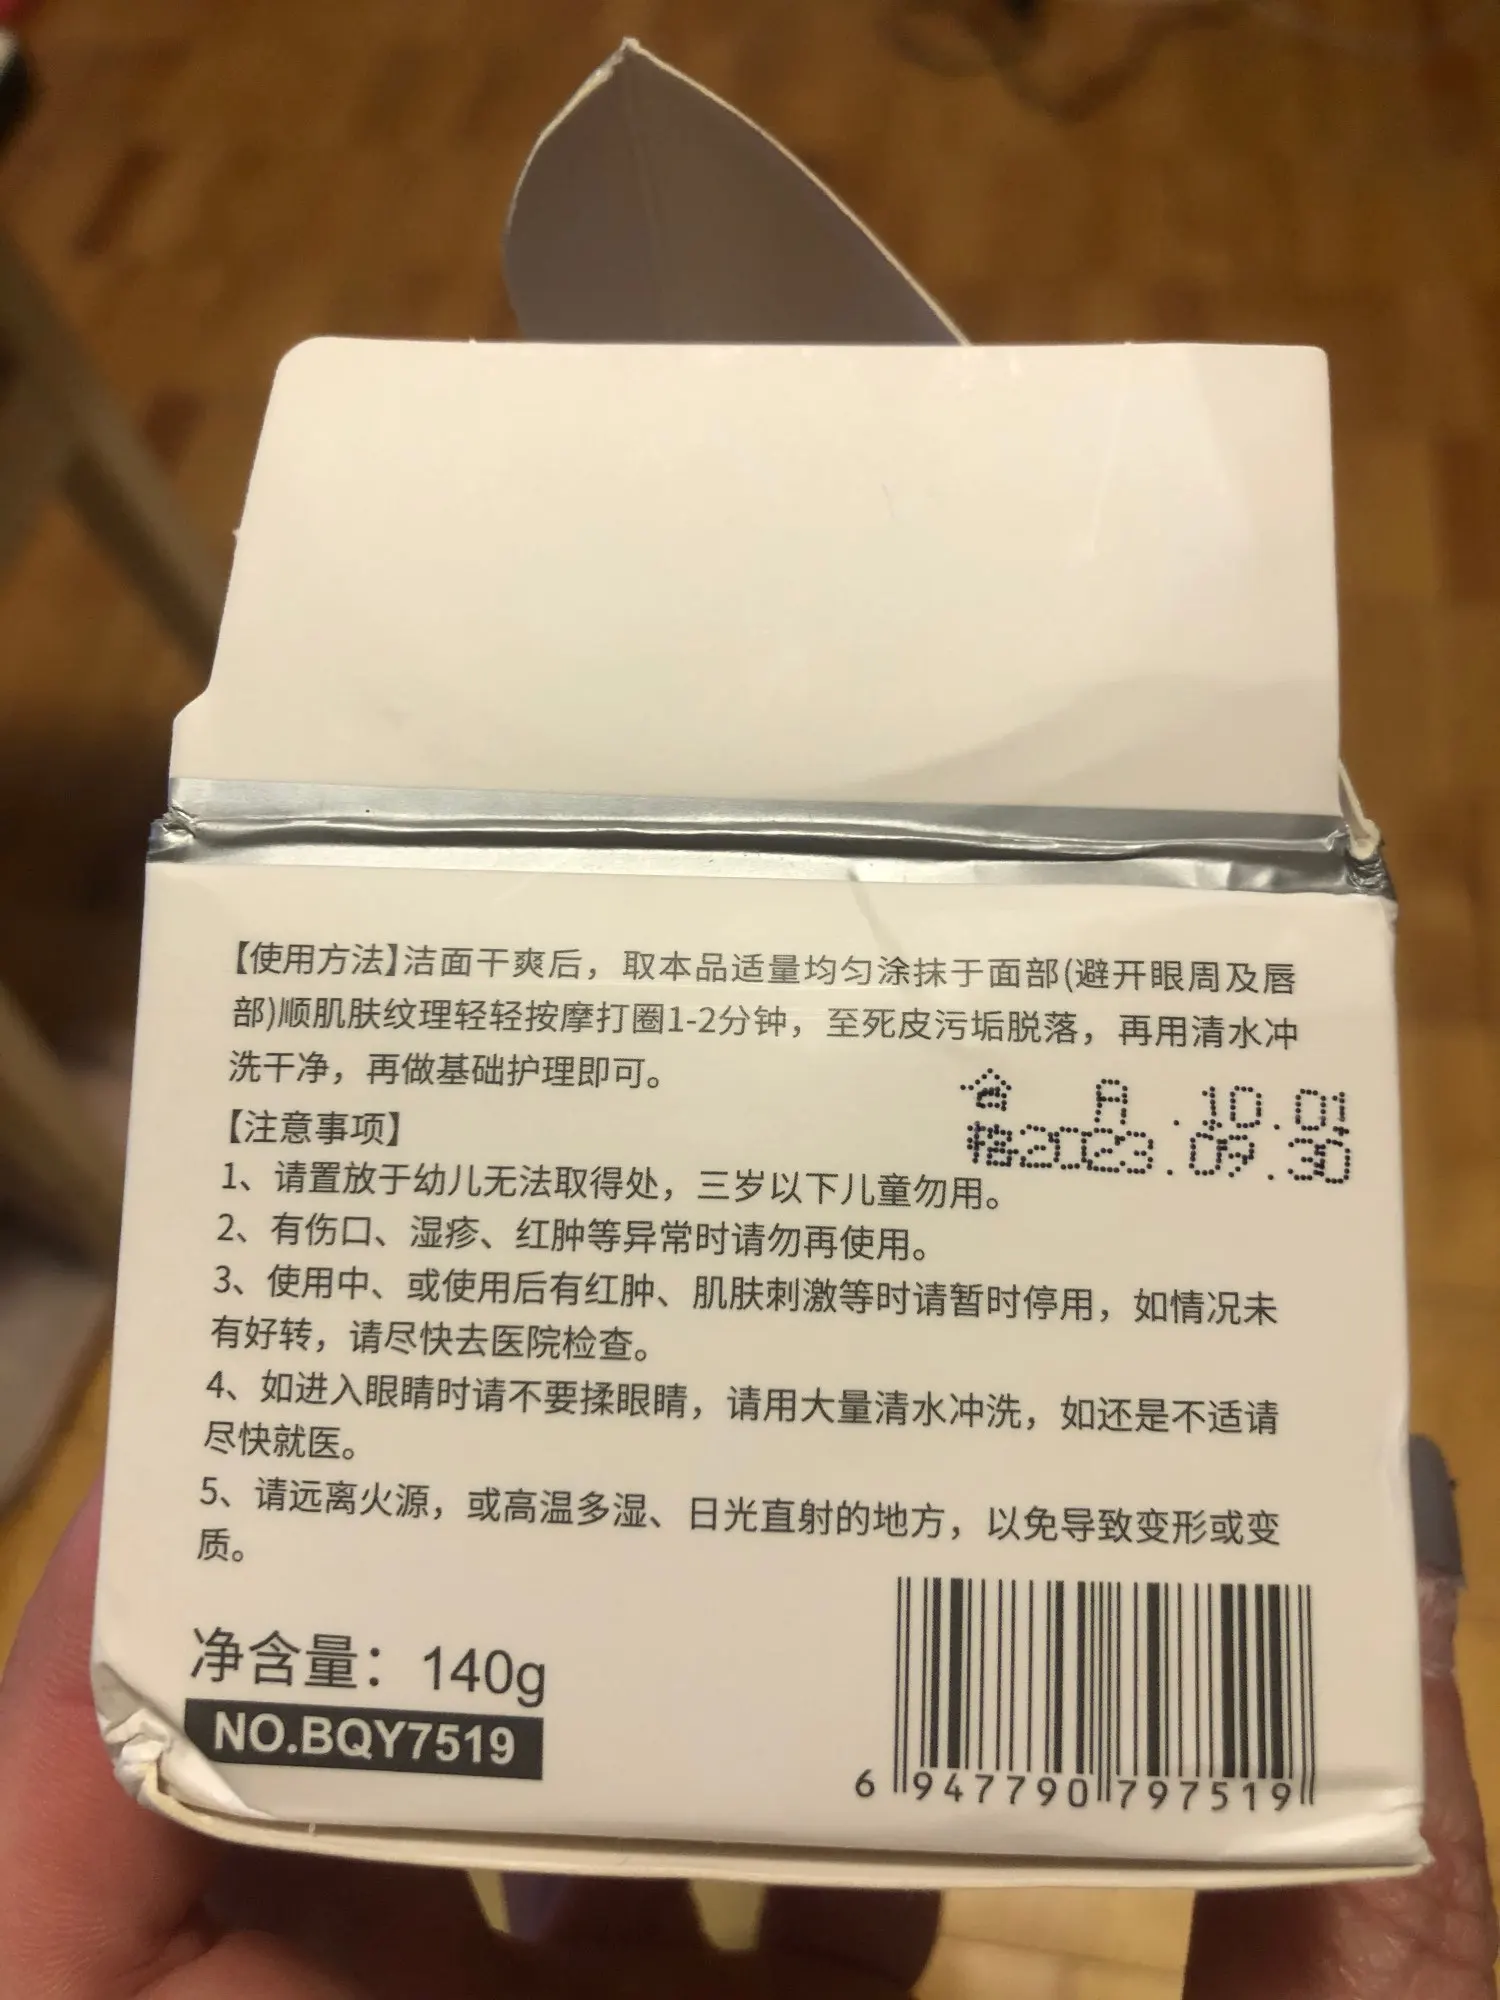 【使用方法】洁面干爽后，取本品适量均匀涂抹于面部(避开眼周及唇
部)顺肌肤纹理轻轻按摩打圈1-2分钟，至死皮污垢脱落，再用清水冲
洗干净，再做基础护理即可。
合 A .10.01
格2023.09.30
【注意事项】
1、请置放于幼儿无法取得处，三岁以下儿童勿用。
2、有伤口、湿疹、红肿等异常时请勿再使用。
3、使用中、或使用后有红肿、肌肤刺激等时请暂时停用，如情况未
有好转，请尽快去医院检查。
4、如进入眼睛时请不要揉眼睛，请用大量清水冲洗，如还是不适请
尽快就医。
5、请远离火源，或高温多湿、日光直射的地方，以免导致变形或变
质。
净含量：140g
NO.BQY7519
6 947790 797519